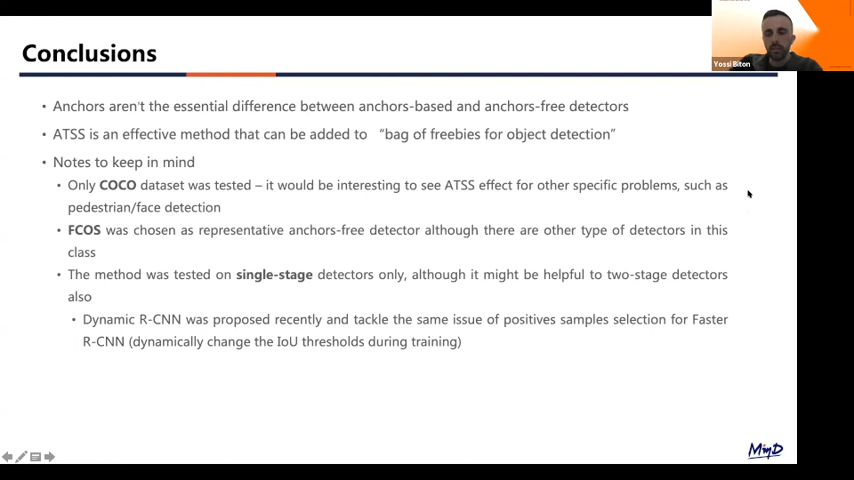 Conclusions
Yossi Biton
• Anchors aren't the essential difference between anchors-based and anchors-free detectors
• ATSS is an effective method that can be added to “bag of freebies for object detection”
• Notes to keep in mind
• Only COCO dataset was tested – it would be interesting to see ATSS effect for other specific problems, such as
pedestrian/face detection
• FCOS was chosen as representative anchors-free detector although there are other type of detectors in this
class
• The method was tested on single-stage detectors only, although it might be helpful to two-stage detectors
also
• Dynamic R-CNN was proposed recently and tackle the same issue of positives samples selection for Faster
R-CNN (dynamically change the IoU thresholds during training)
MinD